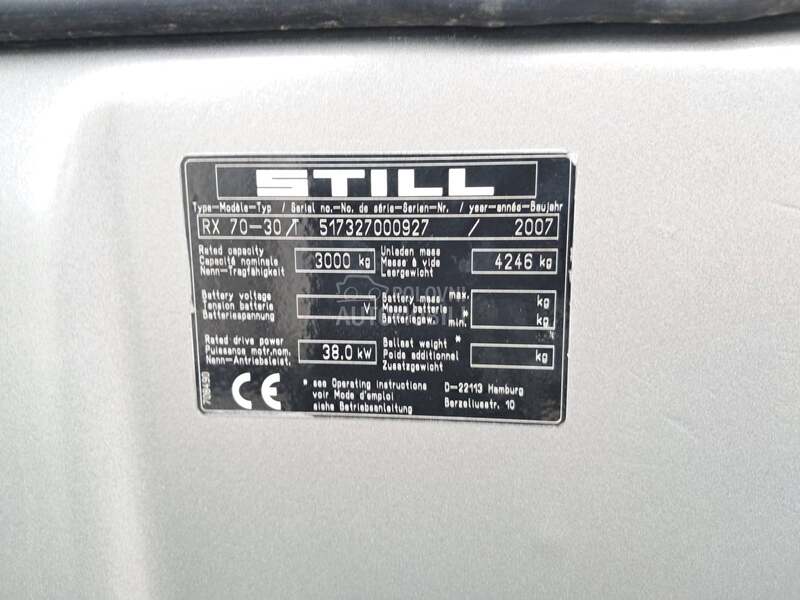 STILL
Type-Modèle-Typ / Serial no.-No. de série-Serien-Nr. / year-année-Baujahr
RX 70-30/T 517327000927 / 2007
Rated capacity
Capacité nominale
Nenn-Tragfähigkeit
3000 kg
Unladen mass
Masse à vide
Leergewicht
4246 kg
Battery voltage
Tension batterie
Batteriespannung
V
Battery mass max.
Masse batterie *
Batteriegew. min.
kg
kg
Rated drive power
Puissance motr.nom.
Nenn-Antriebsleist.
38.0 kW
Ballast weight *
Poids additionnel
Zusatzgewicht
kg
709490
CE
* see Operating instructions
voir Mode d'emploi
siehe Betriebsanleitung
D-22113 Hamburg
Berzeliusstr. 10
POLOVNI
AUTOMOBILI